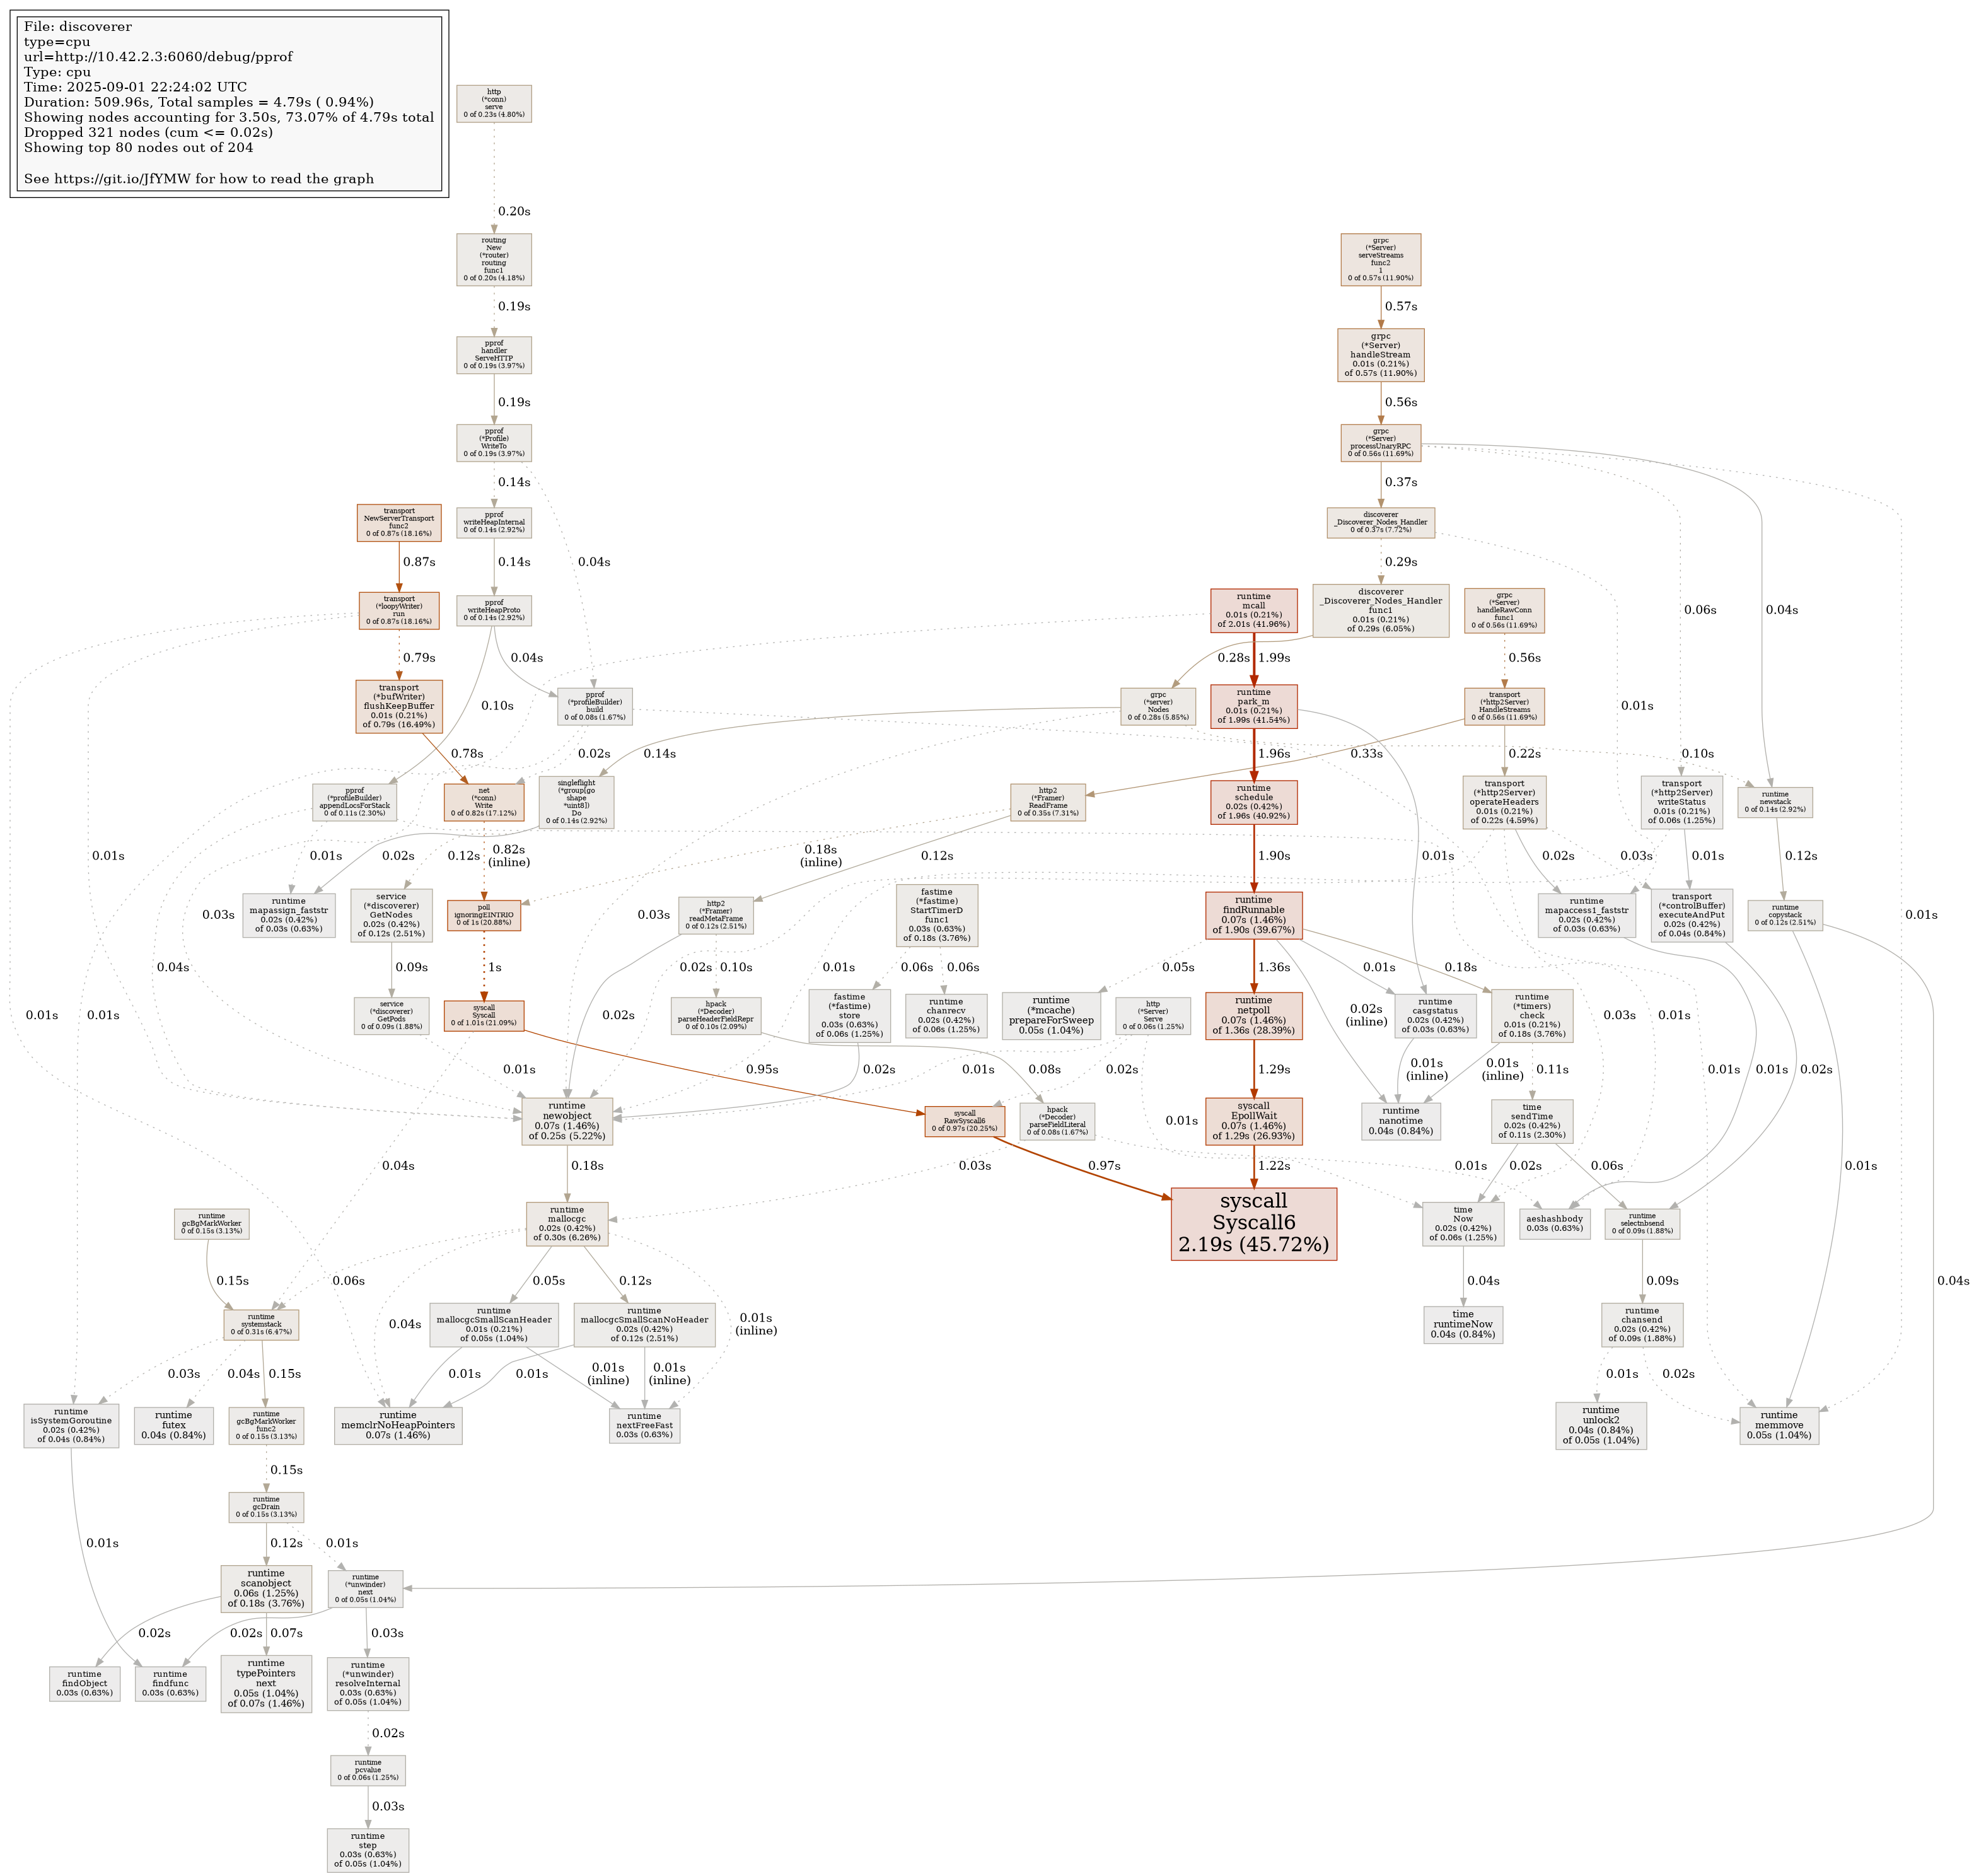 File: discoverer
type=cpu
url=http://10.42.2.3:6060/debug/pprof
Type: cpu
Time: 2025-09-01 22:24:02 UTC
Duration: 509.96s, Total samples = 4.79s ( 0.94%)
Showing nodes accounting for 3.50s, 73.07% of 4.79s total
Dropped 321 nodes (cum <= 0.02s)
Showing top 80 nodes out of 204
See https://git.io/JfYMW for how to read the graph
http
(*conn)
serve
0 of 0.23s (4.80%)
0.20s
routing
New
(*router)
routing
func1
0 of 0.20s (4.18%)
grpc
(*Server)
serveStreams
func2
1
0 of 0.57s (11.90%)
0.19s
0.57s
pprof
handler
ServeHTTP
0 of 0.19s (3.97%)
grpc
(*Server)
handleStream
0.01s (0.21%)
of 0.57s (11.90%)
0.19s
0.56s
pprof
(*Profile)
WriteTo
0 of 0.19s (3.97%)
grpc
(*Server)
processUnaryRPC
0 of 0.56s (11.69%)
0.14s
0.37s
transport
NewServerTransport
func2
0 of 0.87s (18.16%)
pprof
writeHeapInternal
0 of 0.14s (2.92%)
discoverer
_Discoverer_Nodes_Handler
0 of 0.37s (7.72%)
0.87s
0.14s
0.04s
0.29s
transport
(*loopyWriter)
run
0 of 0.87s (18.16%)
pprof
writeHeapProto
0 of 0.14s (2.92%)
runtime
mcall
0.01s (0.21%)
of 2.01s (41.96%)
discoverer
_Discoverer_Nodes_Handler
func1
0.01s (0.21%)
of 0.29s (6.05%)
grpc
(*Server)
handleRawConn
func1
0 of 0.56s (11.69%)
0.06s
0.04s
0.79s
0.04s
0.28s
1.99s
0.56s
transport
(*bufWriter)
flushKeepBuffer
0.01s (0.21%)
of 0.79s (16.49%)
0.10s
pprof
(*profileBuilder)
build
0 of 0.08s (1.67%)
grpc
(*server)
Nodes
0 of 0.28s (5.85%)
runtime
park_m
0.01s (0.21%)
of 1.99s (41.54%)
transport
(*http2Server)
HandleStreams
0 of 0.56s (11.69%)
0.01s
0.78s
0.02s
0.14s
1.96s
0.33s
0.22s
0.10s
pprof
(*profileBuilder)
appendLocsForStack
0 of 0.11s (2.30%)
net
(*conn)
Write
0 of 0.82s (17.12%)
singleflight
(*group[go
shape
*uint8])
Do
0 of 0.14s (2.92%)
http2
(*Framer)
ReadFrame
0 of 0.35s (7.31%)
runtime
schedule
0.02s (0.42%)
of 1.96s (40.92%)
transport
(*http2Server)
operateHeaders
0.01s (0.21%)
of 0.22s (4.59%)
transport
(*http2Server)
writeStatus
0.01s (0.21%)
of 0.06s (1.25%)
runtime
newstack
0 of 0.14s (2.92%)
0.01s
0.01s
0.02s
0.12s
0.82s
(inline)
0.18s
(inline)
0.12s
1.90s
0.01s
0.02s
0.03s
0.01s
0.12s
runtime
mapassign_faststr
0.02s (0.42%)
of 0.03s (0.63%)
service
(*discoverer)
GetNodes
0.02s (0.42%)
of 0.12s (2.51%)
poll
ignoringEINTRIO
0 of 1s (20.88%)
http2
(*Framer)
readMetaFrame
0 of 0.12s (2.51%)
fastime
(*fastime)
StartTimerD
func1
0.03s (0.63%)
of 0.18s (3.76%)
runtime
findRunnable
0.07s (1.46%)
of 1.90s (39.67%)
runtime
mapaccess1_faststr
0.02s (0.42%)
of 0.03s (0.63%)
transport
(*controlBuffer)
executeAndPut
0.02s (0.42%)
of 0.04s (0.84%)
runtime
copystack
0 of 0.12s (2.51%)
0.03s
0.03s
0.01s
0.04s
0.09s
1s
0.02s
0.10s
0.01s
0.06s
0.06s
0.05s
1.36s
0.01s
0.18s
service
(*discoverer)
GetPods
0 of 0.09s (1.88%)
syscall
Syscall
0 of 1.01s (21.09%)
hpack
(*Decoder)
parseHeaderFieldRepr
0 of 0.10s (2.09%)
fastime
(*fastime)
store
0.03s (0.63%)
of 0.06s (1.25%)
runtime
chanrecv
0.02s (0.42%)
of 0.06s (1.25%)
runtime
(*mcache)
prepareForSweep
0.05s (1.04%)
http
(*Server)
Serve
0 of 0.06s (1.25%)
runtime
netpoll
0.07s (1.46%)
of 1.36s (28.39%)
0.02s
(inline)
runtime
casgstatus
0.02s (0.42%)
of 0.03s (0.63%)
runtime
(*timers)
check
0.01s (0.21%)
of 0.18s (3.76%)
0.01s
0.01s
0.02s
0.03s
0.01s
0.01s
0.95s
0.02s
0.01s
0.08s
0.02s
1.29s
0.01s
(inline)
0.01s
(inline)
0.11s
0.01s
0.01s
0.02s
runtime
newobject
0.07s (1.46%)
of 0.25s (5.22%)
syscall
RawSyscall6
0 of 0.97s (20.25%)
hpack
(*Decoder)
parseFieldLiteral
0 of 0.08s (1.67%)
0.01s
syscall
EpollWait
0.07s (1.46%)
of 1.29s (26.93%)
runtime
nanotime
0.04s (0.84%)
time
sendTime
0.02s (0.42%)
of 0.11s (2.30%)
0.04s
0.18s
0.03s
0.97s
1.22s
0.01s
0.02s
0.06s
0.01s
runtime
gcBgMarkWorker
0 of 0.15s (3.13%)
runtime
mallocgc
0.02s (0.42%)
of 0.30s (6.26%)
syscall
Syscall6
2.19s (45.72%)
time
Now
0.02s (0.42%)
of 0.06s (1.25%)
aeshashbody
0.03s (0.63%)
runtime
selectnbsend
0 of 0.09s (1.88%)
0.15s
0.06s
0.05s
0.12s
0.04s
0.09s
0.04s
runtime
systemstack
0 of 0.31s (6.47%)
0.04s
runtime
mallocgcSmallScanHeader
0.01s (0.21%)
of 0.05s (1.04%)
runtime
mallocgcSmallScanNoHeader
0.02s (0.42%)
of 0.12s (2.51%)
0.01s
(inline)
time
runtimeNow
0.04s (0.84%)
runtime
chansend
0.02s (0.42%)
of 0.09s (1.88%)
0.03s
0.04s
0.15s
0.01s
0.01s
0.01s
(inline)
0.01s
(inline)
0.01s
0.02s
runtime
isSystemGoroutine
0.02s (0.42%)
of 0.04s (0.84%)
runtime
futex
0.04s (0.84%)
runtime
gcBgMarkWorker
func2
0 of 0.15s (3.13%)
runtime
memclrNoHeapPointers
0.07s (1.46%)
runtime
nextFreeFast
0.03s (0.63%)
runtime
unlock2
0.04s (0.84%)
of 0.05s (1.04%)
runtime
memmove
0.05s (1.04%)
0.15s
runtime
gcDrain
0 of 0.15s (3.13%)
0.01s
0.12s
0.01s
runtime
scanobject
0.06s (1.25%)
of 0.18s (3.76%)
runtime
(*unwinder)
next
0 of 0.05s (1.04%)
0.02s
0.02s
0.07s
0.03s
runtime
findObject
0.03s (0.63%)
runtime
findfunc
0.03s (0.63%)
runtime
typePointers
next
0.05s (1.04%)
of 0.07s (1.46%)
runtime
(*unwinder)
resolveInternal
0.03s (0.63%)
of 0.05s (1.04%)
0.02s
runtime
pcvalue
0 of 0.06s (1.25%)
0.03s
runtime
step
0.03s (0.63%)
of 0.05s (1.04%)